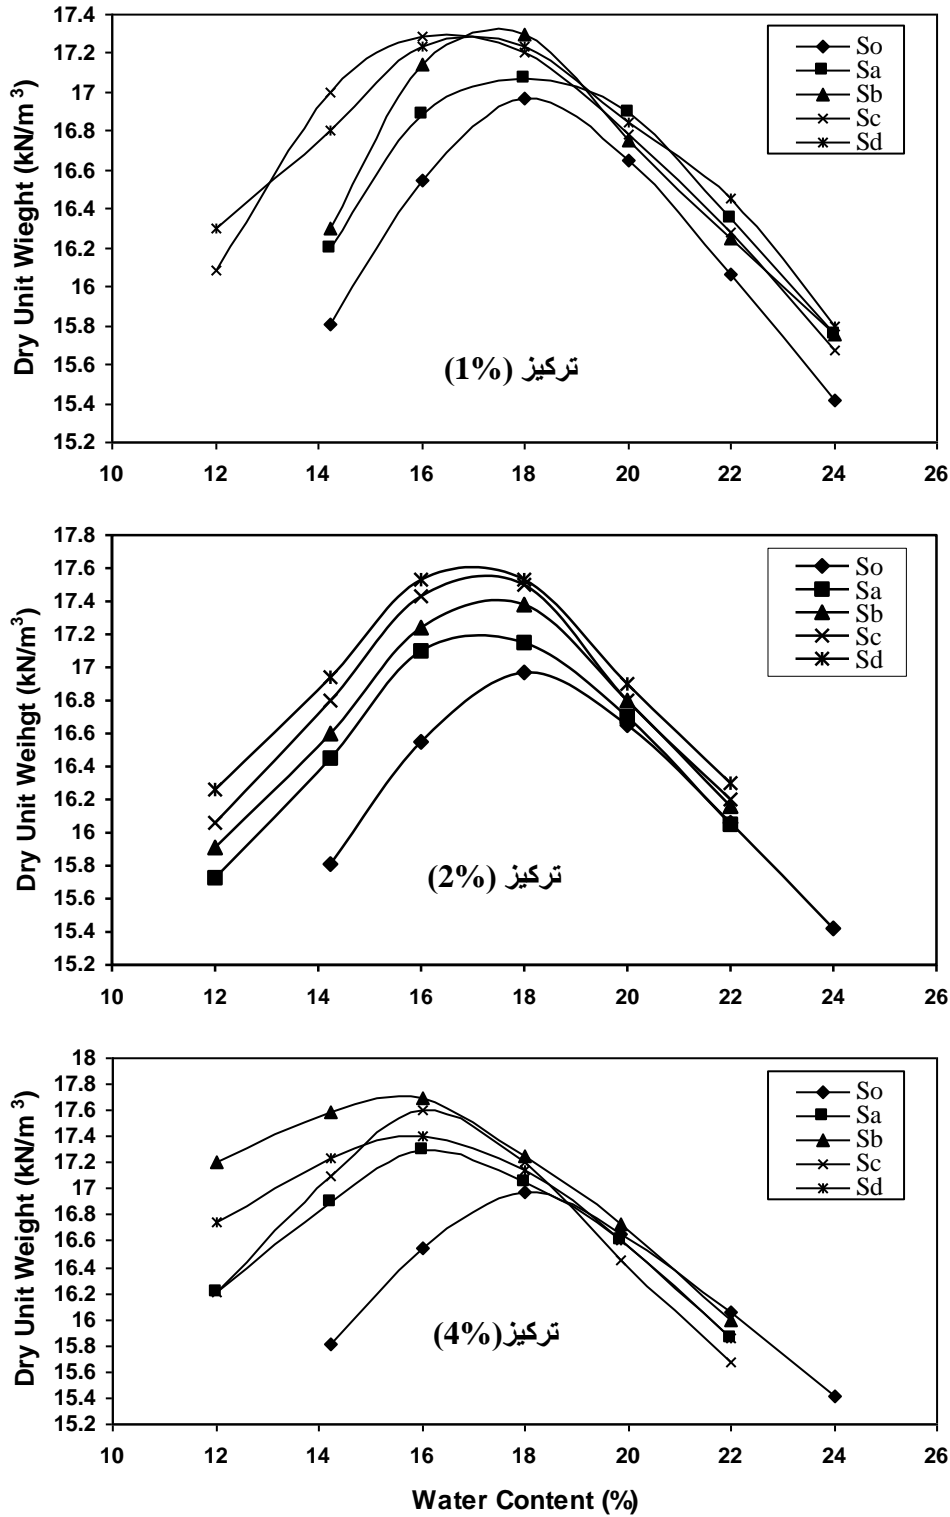 Dry Unit Wieght (kN/m³)
17.4
17.2
17
16.8
16.6
16.4
16.2
16
15.8
15.6
15.4
15.2
10 12 14 16 18 20 22 24 26
So
Sa
Sb
Sc
Sd
تركيز (1%)
Dry Unit Weihgt (kN/m³)
17.8
17.6
17.4
17.2
17
16.8
16.6
16.4
16.2
16
15.8
15.6
15.4
15.2
10 12 14 16 18 20 22 24 26
So
Sa
Sb
Sc
Sd
تركيز (2%)
Dry Unit Weight (kN/m³)
18
17.8
17.6
17.4
17.2
17
16.8
16.6
16.4
16.2
16
15.8
15.6
15.4
15.2
10 12 14 16 18 20 22 24 26
So
Sa
Sb
Sc
Sd
تركيز(4%)
Water Content (%)